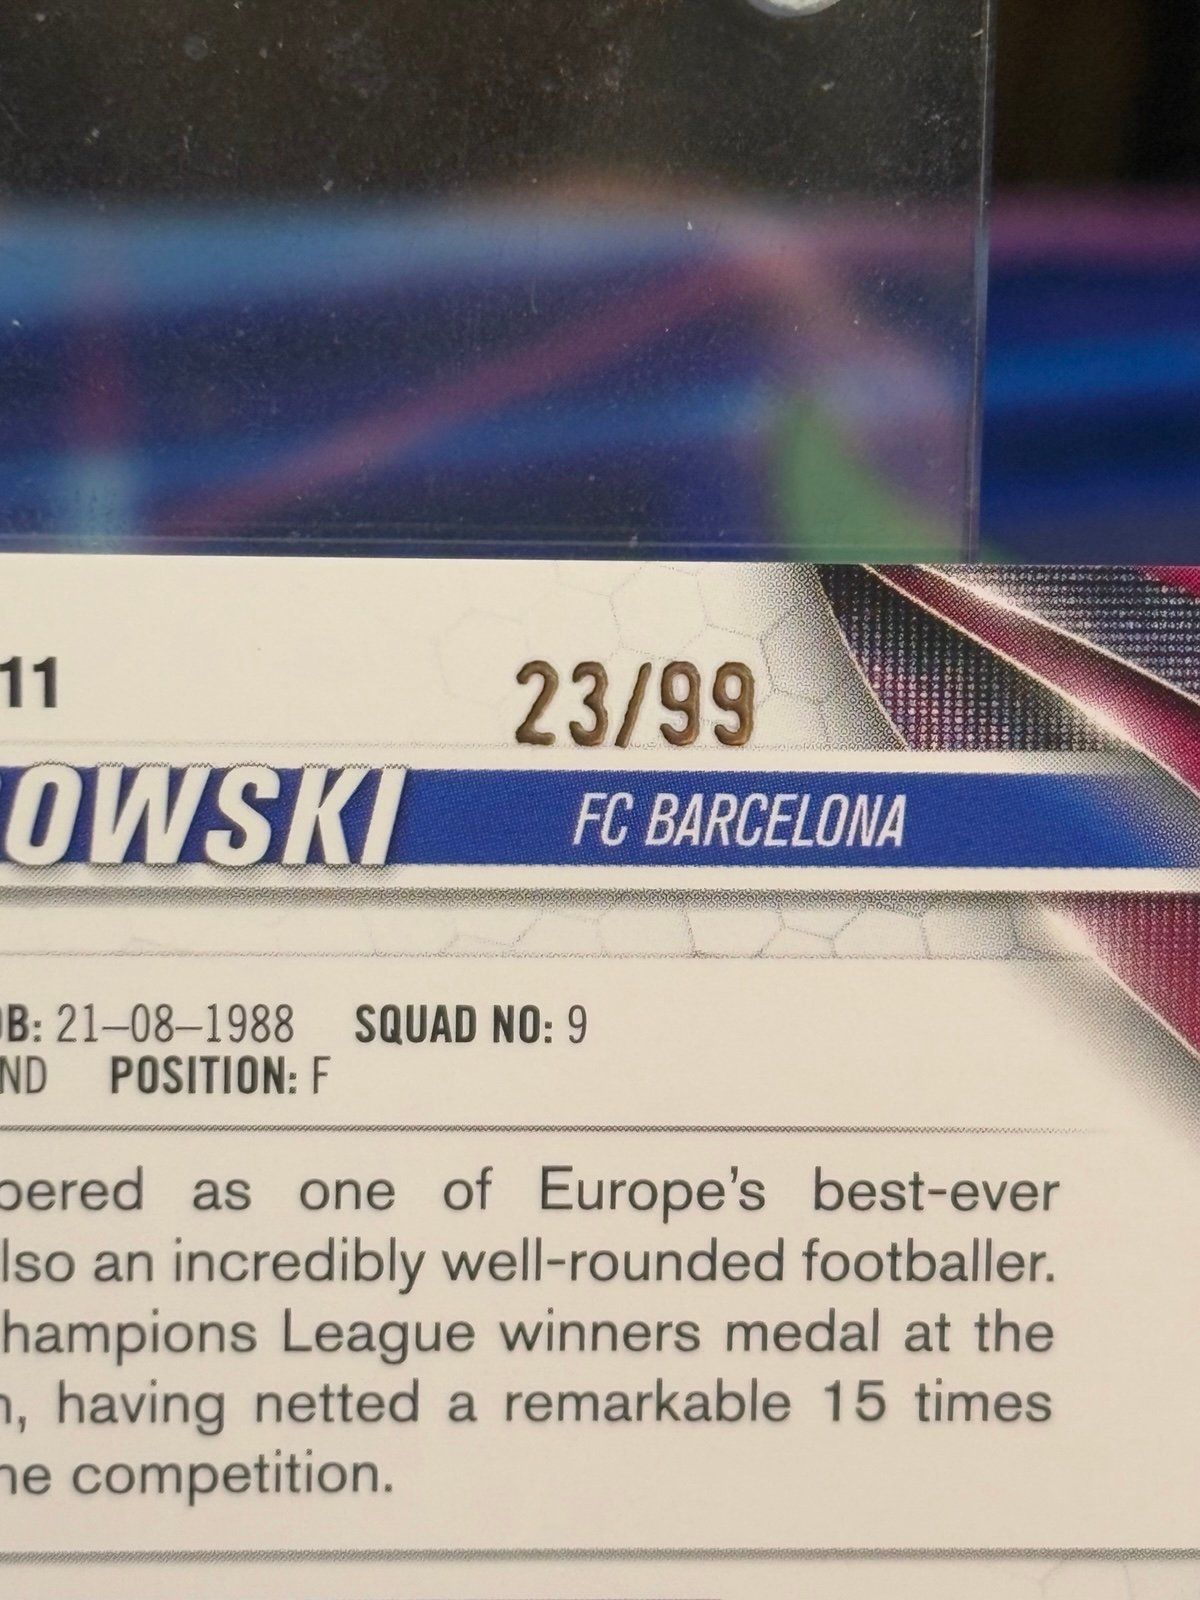 11
23/99
OWSKI FC BARCELONA
OB: 21–08–1988 SQUAD NO: 9
ND POSITION: F
bered as one of Europe’s best-ever
lso an incredibly well-rounded footballer.
hampions League winners medal at the
n, having netted a remarkable 15 times
he competition.